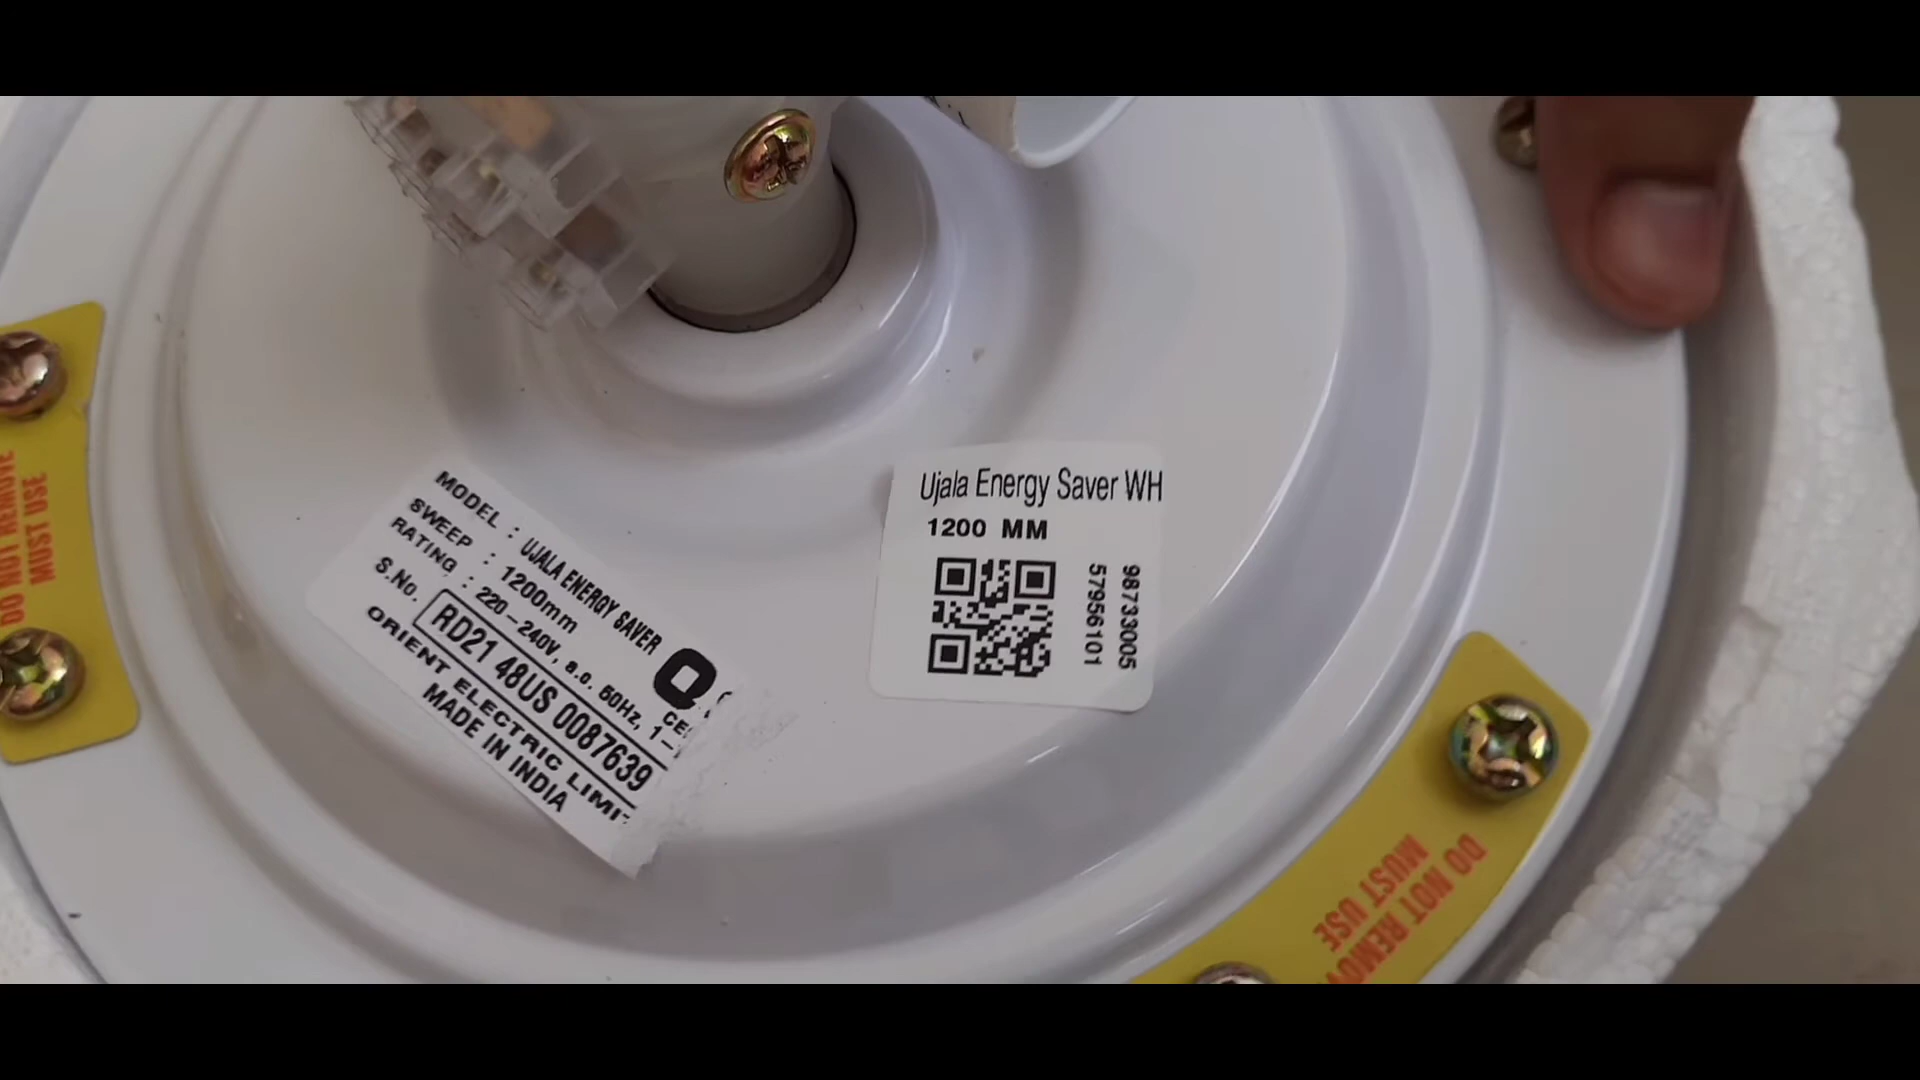 MODEL : UJALA ENERGY SAVER
SWEEP : 1200mm
RATING : 220-240V, a.c. 50Hz, 1-
S.No. RD21 48US 0087639
ORIENT ELECTRIC
MADE IN INDIA
Ujala Energy Saver WH
1200 MM
98733005
57956101
DO NOT REMOVE
MUST USE
DO NOT
MUST USE